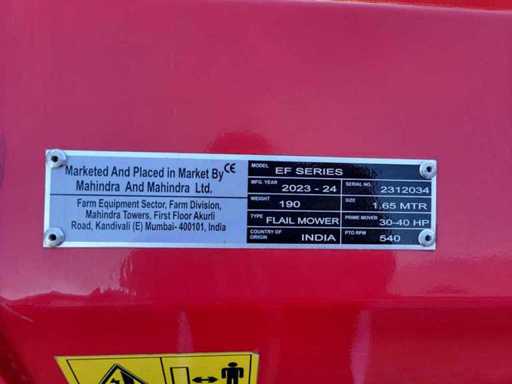 Marketed And Placed in Market By CE
Mahindra And Mahindra Ltd.
Farm Equipment Sector, Farm Division,
Mahindra Towers, First Floor Akurli
Road, Kandivali (E) Mumbai- 400101, India
MODEL EF SERIES
MFG. YEAR 2023 - 24 SERIAL NO. 2312034
WEIGHT 190 SIZE 1.65 MTR
TYPE FLAIL MOWER PRIME MOVER 30-40 HP
COUNTRY OF ORIGIN INDIA PTO RPM 540